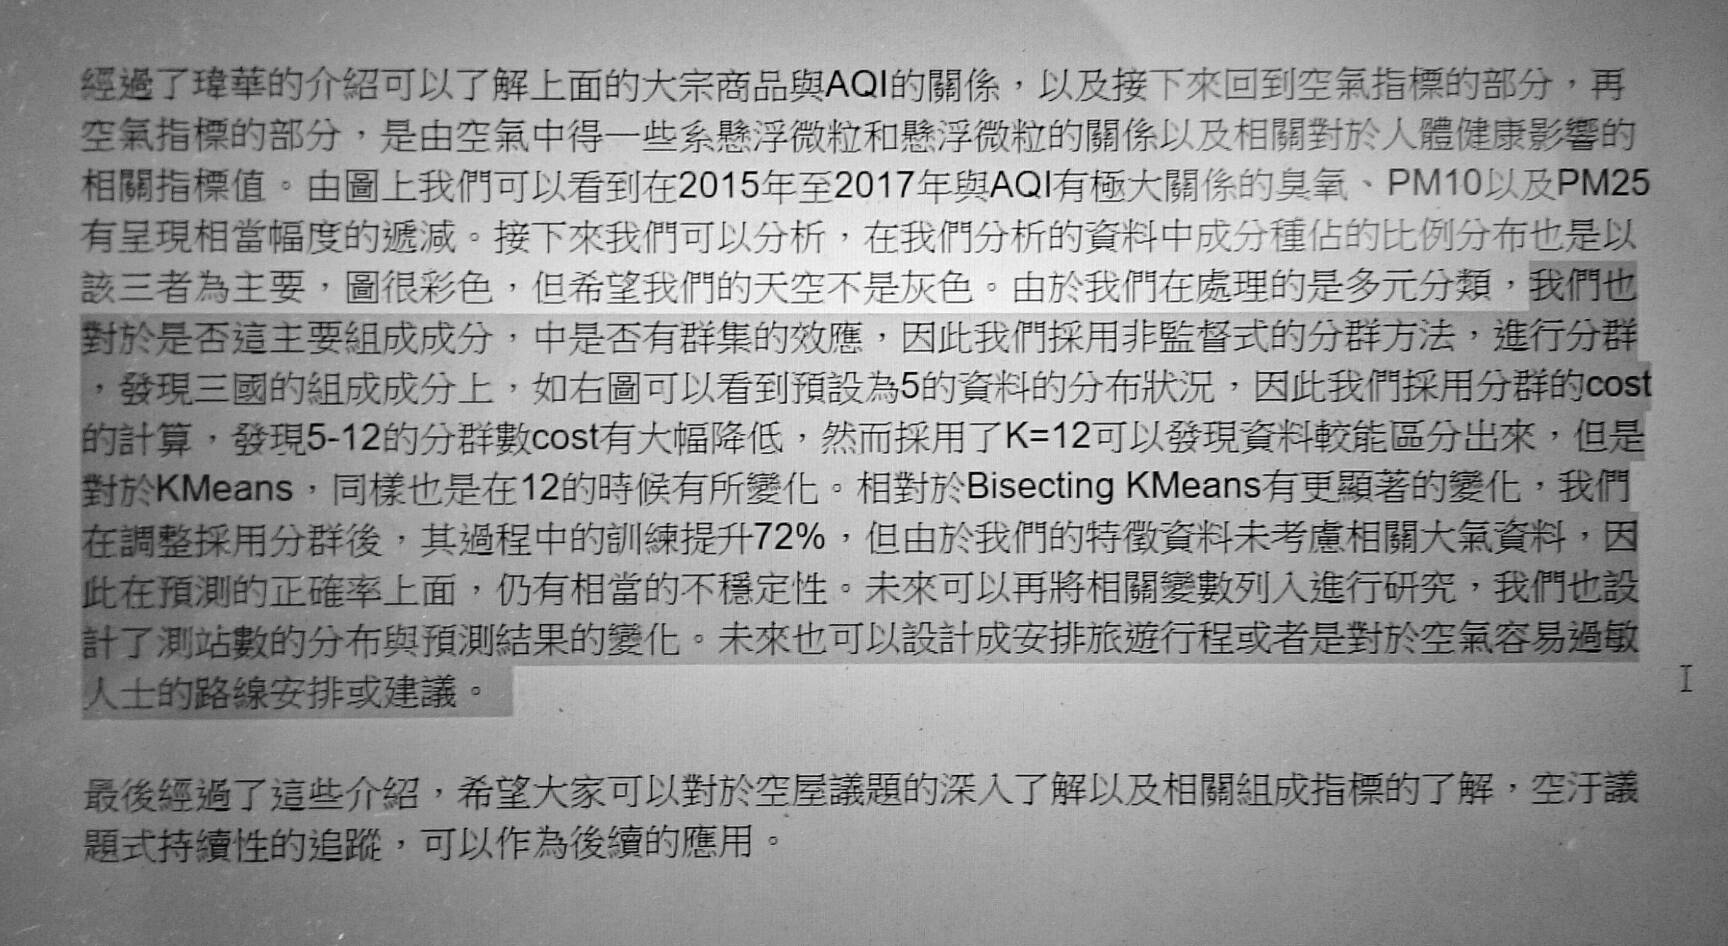 經過了瑋華的介紹可以了解上面的大宗商品與AQI的關係，以及接下來回到空氣指標的部分，再
空氣指標的部分，是由空氣中得一些系懸浮微粒和懸浮微粒的關係以及相關對於人體健康影響的
相關指標值。由圖上我們可以看到在2015年至2017年與AQI有極大關係的臭氧、PM10以及PM25
有呈現相當幅度的遞減。接下來我們可以分析，在我們分析的資料中成分種佔的比例分布也是以
該三者為主要，圖很彩色，但希望我們的天空不是灰色。由於我們在處理的是多元分類，我們也
對於是否這主要組成成分，中是否有群集的效應，因此我們採用非監督式的分群方法，進行分群
，發現三國的組成成分上，如右圖可以看到預設為5的資料的分布狀況，因此我們採用分群的cost
的計算，發現5-12的分群數cost有大幅降低，然而採用了K=12可以發現資料較能區分出來，但是
對於KMeans，同樣也是在12的時候有所變化。相對於Bisecting KMeans有更顯著的變化，我們
在調整採用分群後，其過程中的訓練提升72%，但由於我們的特徵資料未考慮相關大氣資料，因
此在預測的正確率上面，仍有相當的不穩定性。未來可以再將相關變數列入進行研究，我們也設
計了測站數的分布與預測結果的變化。未來也可以設計成安排旅遊行程或者是對於空氣容易過敏
人士的路線安排或建議。
最後經過了這些介紹，希望大家可以對於空屋議題的深入了解以及相關組成指標的了解，空汙議
題式持續性的追蹤，可以作為後續的應用。